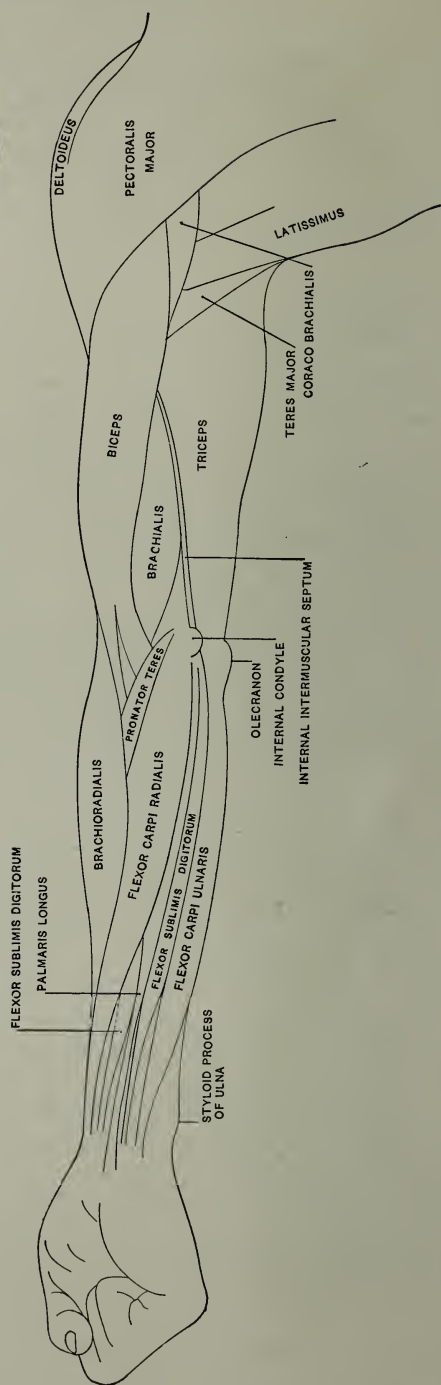 DELTOIDEUS
PECTORALIS
MAJOR
LATISSIMUS
CORACO BRACHIALIS
TERES MAJOR
BICEPS
TRICEPS
BRACHIALIS
INTERNAL INTERMUSCULAR SEPTUM
INTERNAL CONDYLE
OLECRANON
PRONATOR TERES
BRACHIORADIALIS
FLEXOR CARPI RADIALIS
FLEXOR SUBLIMIS DIGITORUM
FLEXOR CARPI ULNARIS
FLEXOR SUBLIMIS DIGITORUM
PALMARIS LONGUS
STYLOID PROCESS
OF ULNA